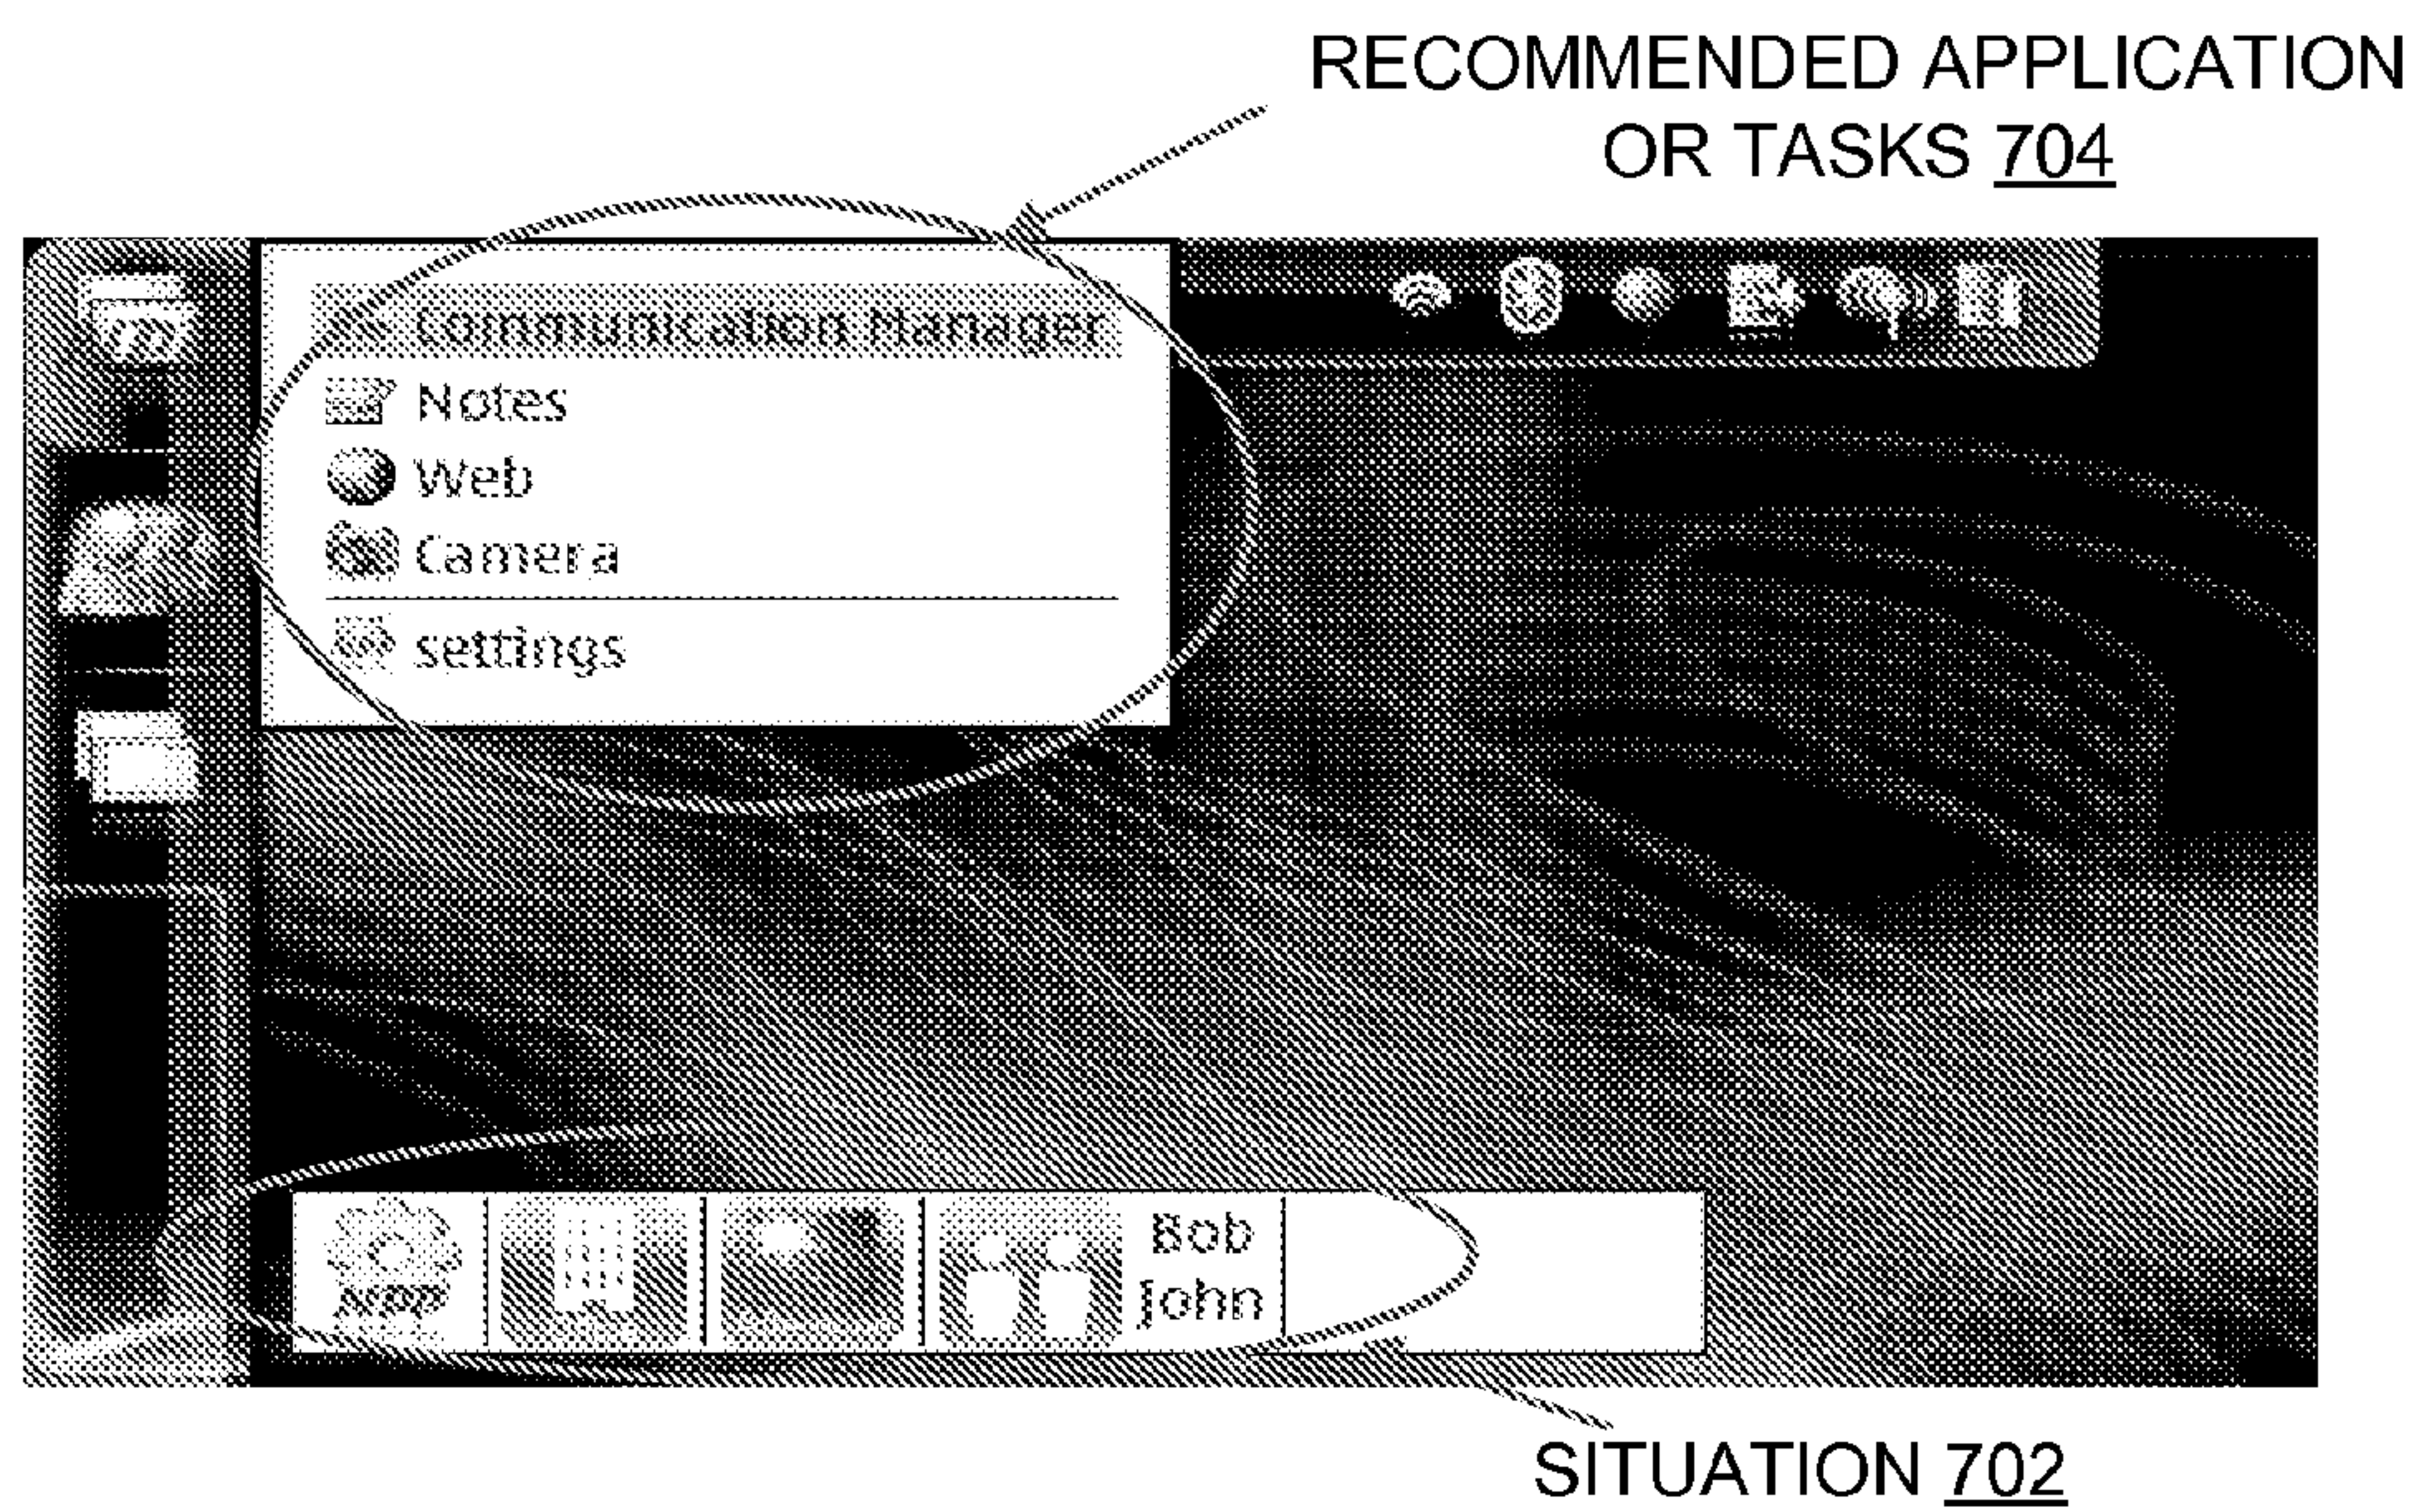 RECOMMENDED APPLICATION
OR TASKS 704
Communication Manager
Notes
Web
Camera
settings
Bob
John
SITUATION 702